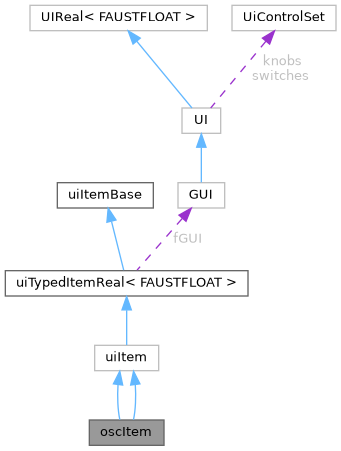 UIReal< FAUSTFLOAT >
UiControlSet
knobs
switches
UI
uiItemBase
GUI
fGUI
uiTypedItemReal< FAUSTFLOAT >
uiItem
oscItem